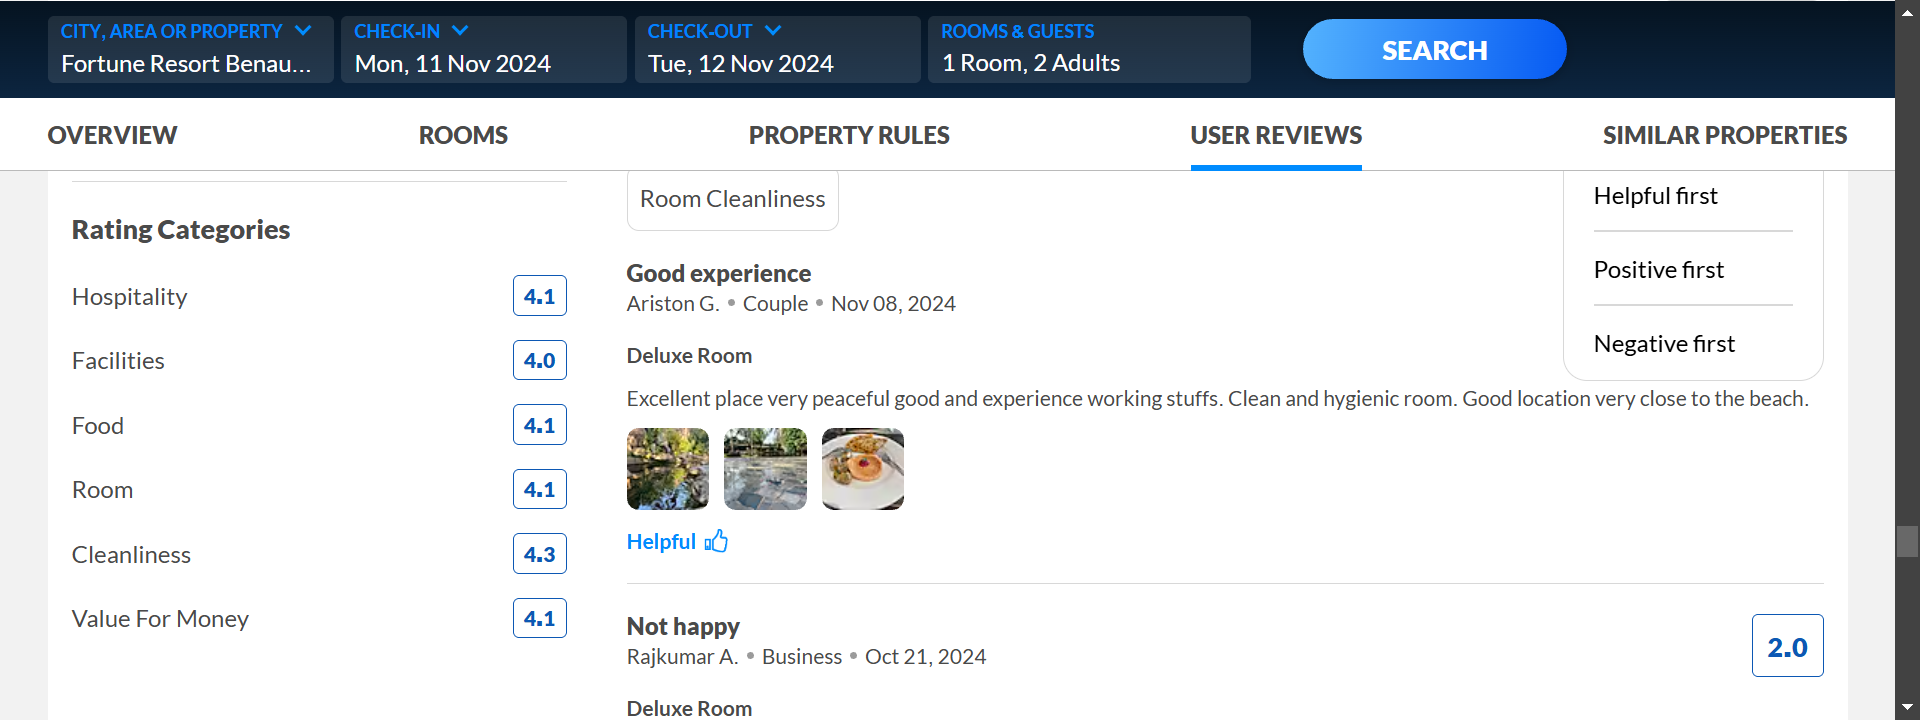 CITY, AREA OR PROPERTY
Fortune Resort Benau...
CHECK-IN
Mon, 11 Nov 2024
CHECK-OUT
Tue, 12 Nov 2024
ROOMS & GUESTS
1 Room, 2 Adults
SEARCH
OVERVIEW
ROOMS
PROPERTY RULES
USER REVIEWS
SIMILAR PROPERTIES
Rating Categories
Hospitality 4.1
Facilities 4.0
Food 4.1
Room 4.1
Cleanliness 4.3
Value For Money 4.1
Room Cleanliness
Helpful first
Positive first
Negative first
Good experience
Ariston G. • Couple • Nov 08, 2024
Deluxe Room
Excellent place very peaceful good and experience working stuffs. Clean and hygienic room. Good location very close to the beach.
Helpful
Not happy
2.0
Rajkumar A. • Business • Oct 21, 2024
Deluxe Room